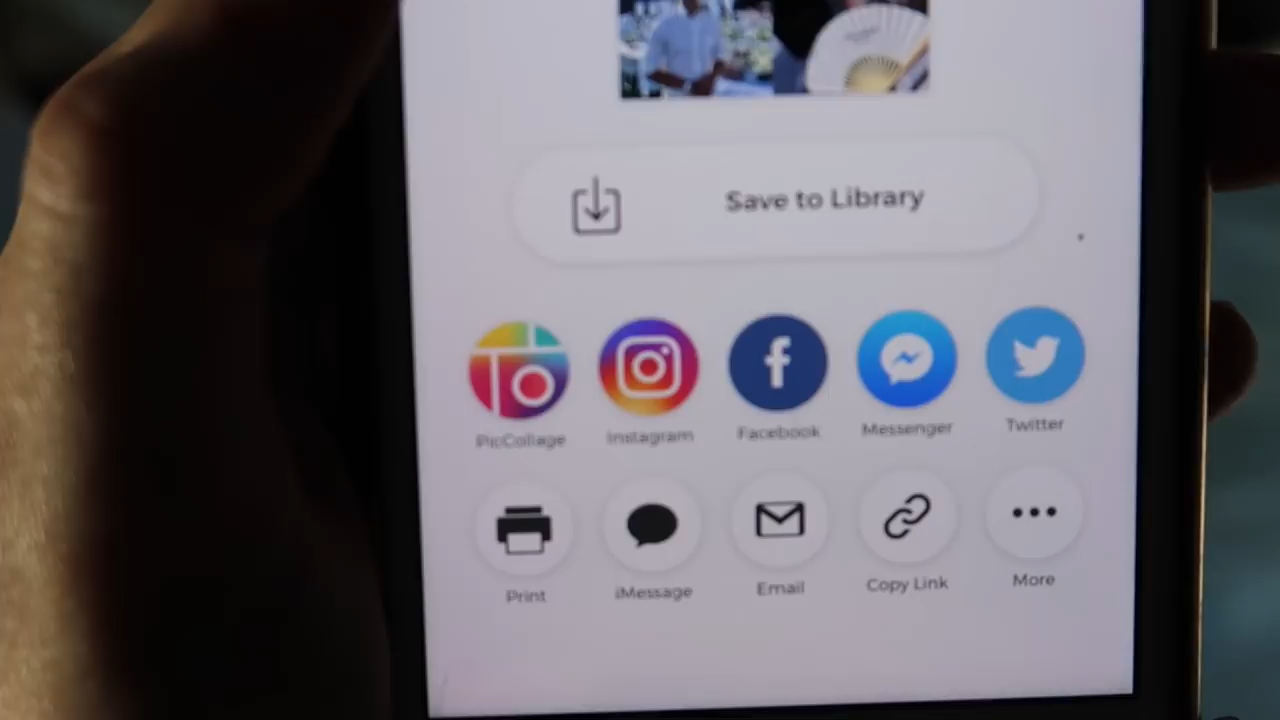 Save to Library
PicCollage Instagram Facebook Messenger Twitter
Print iMessage Email Copy Link More